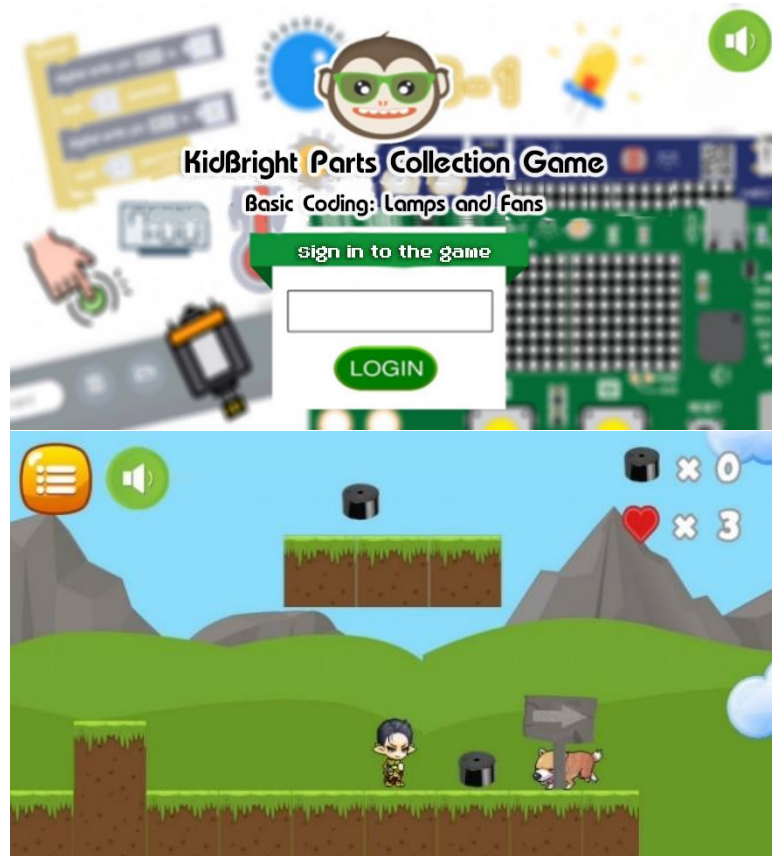 KidBright Parts Collection Game
Basic Coding: Lamps and Fans
sign in to the game
LOGIN
× 0
× 3